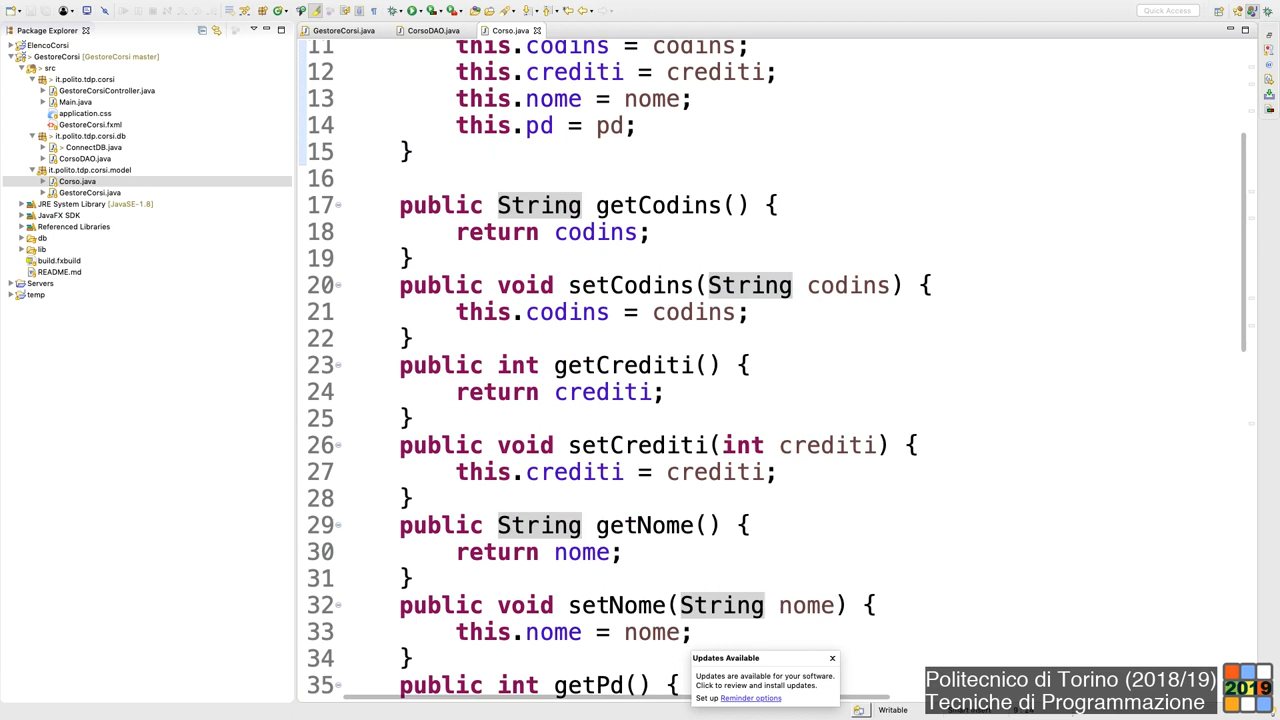 Quick Access
Package Explorer
ElencoCorsi
GestoreCorsi [GestoreCorsi master]
> src
> it.polito.tdp.corsi
GestoreCorsiController.java
Main.java
application.css
GestoreCorsi.fxml
> it.polito.tdp.corsi.db
> ConnectDB.java
CorsoDAO.java
it.polito.tdp.corsi.model
Corso.java
GestoreCorsi.java
JRE System Library [JavaSE-1.8]
JavaFX SDK
Referenced Libraries
db
lib
build.fxbuild
README.md
Servers
temp
GestoreCorsi.java
CorsoDAO.java
Corso.java
11 this.codins = codins;
12 this.crediti = crediti;
13 this.nome = nome;
14 this.pd = pd;
15 }
16
17 public String getCodins() {
18 return codins;
19 }
20 public void setCodins(String codins) {
21 this.codins = codins;
22 }
23 public int getCrediti() {
24 return crediti;
25 }
26 public void setCrediti(int crediti) {
27 this.crediti = crediti;
28 }
29 public String getNome() {
30 return nome;
31 }
32 public void setNome(String nome) {
33 this.nome = nome;
34 }
35 public int getPd() {
Updates Available
Updates are available for your software.
Click to review and install updates.
Set up Reminder options
Writable
Politecnico di Torino (2018/19)
Tecniche di Programmazione
2019